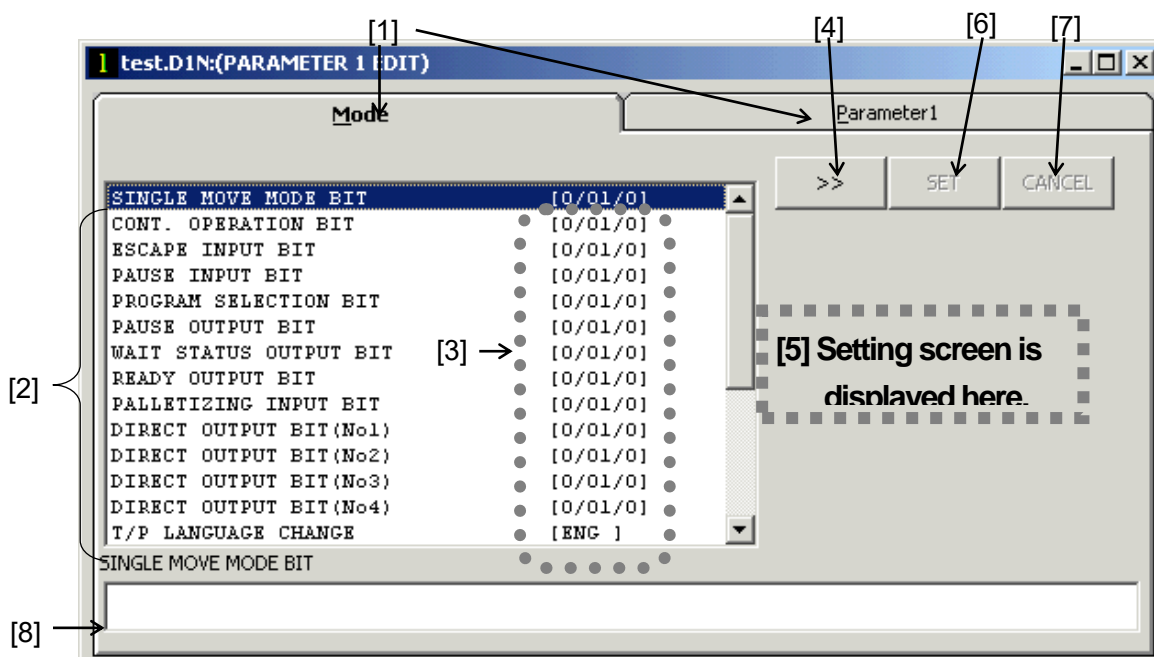 [1] [4] [6] [7]
test.D1N:(PARAMETER 1 EDIT)
Mode Parameter1
>> SET CANCEL
SINGLE MOVE MODE BIT [0/01/0]
CONT. OPERATION BIT [0/01/0]
ESCAPE INPUT BIT [0/01/0]
PAUSE INPUT BIT [0/01/0]
PROGRAM SELECTION BIT [0/01/0]
PAUSE OUTPUT BIT [0/01/0]
WAIT STATUS OUTPUT BIT [0/01/0]
READY OUTPUT BIT [0/01/0]
PALLETIZING INPUT BIT [0/01/0]
DIRECT OUTPUT BIT(No1) [0/01/0]
DIRECT OUTPUT BIT(No2) [0/01/0]
DIRECT OUTPUT BIT(No3) [0/01/0]
DIRECT OUTPUT BIT(No4) [0/01/0]
T/P LANGUAGE CHANGE [ENG ]
[2]
[3]
[5] Setting screen is
displayed here.
SINGLE MOVE MODE BIT
[8]